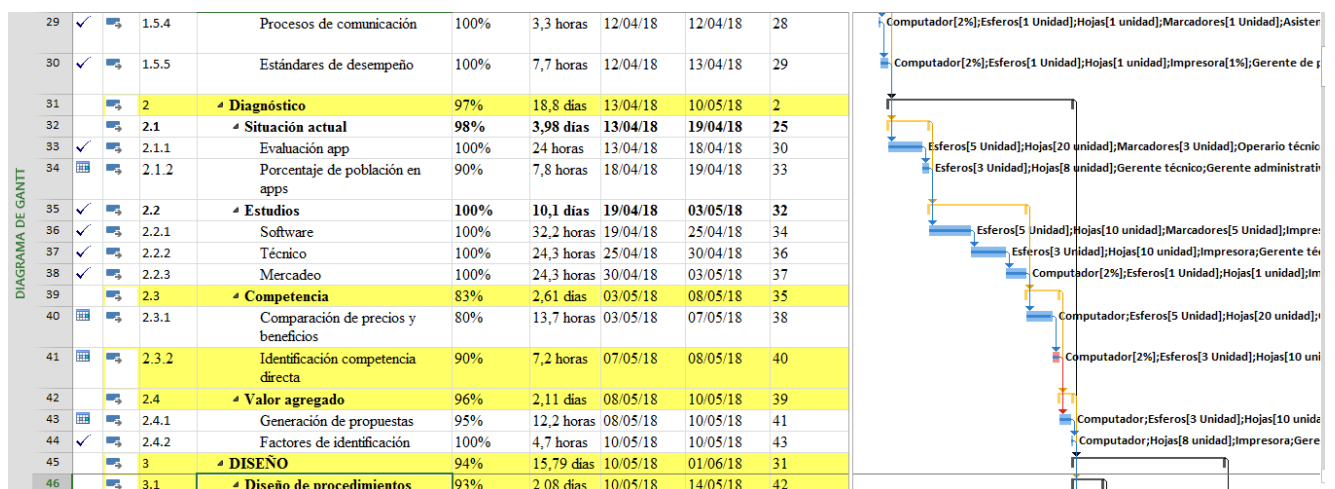 DIAGRAMA DE GANTT
29 1.5.4 Procesos de comunicación 100% 3,3 horas 12/04/18 12/04/18 28 Computador[2%];Esferos[1 Unidad];Hojas[1 unidad];Marcadores[1 Unidad];Asisten
30 1.5.5 Estándares de desempeño 100% 7,7 horas 12/04/18 13/04/18 29 Computador[2%];Esferos[1 Unidad];Hojas[1 unidad];Impresora[1%];Gerente de p
31 2 Diagnóstico 97% 18,8 días 13/04/18 10/05/18 2
32 2.1 Situación actual 98% 3,98 días 13/04/18 19/04/18 25
33 2.1.1 Evaluación app 100% 24 horas 13/04/18 18/04/18 30 Esferos[5 Unidad];Hojas[20 unidad];Marcadores[3 Unidad];Operario técnic
34 2.1.2 Porcentaje de población en 90% 7,8 horas 18/04/18 19/04/18 33 Esferos[3 Unidad];Hojas[8 unidad];Gerente técnico;Gerente administrati
apps
35 2.2 Estudios 100% 10,1 días 19/04/18 03/05/18 32
36 2.2.1 Software 100% 32,2 horas 19/04/18 25/04/18 34 Esferos[5 Unidad];Hojas[10 unidad];Marcadores[5 Unidad];Impres
37 2.2.2 Técnico 100% 24,3 horas 25/04/18 30/04/18 36 Esferos[3 Unidad];Hojas[10 unidad];Impresora;Gerente té
38 2.2.3 Mercadeo 100% 24,3 horas 30/04/18 03/05/18 37 Computador[2%];Esferos[1 Unidad];Hojas[1 unidad];Im
39 2.3 Competencia 83% 2,61 días 03/05/18 08/05/18 35
40 2.3.1 Comparación de precios y 80% 13,7 horas 03/05/18 07/05/18 38 Computador;Esferos[5 Unidad];Hojas[20 unidad];
beneficios
41 2.3.2 Identificación competencia 90% 7,2 horas 07/05/18 08/05/18 40 Computador[2%];Esferos[3 Unidad];Hojas[10 uni
directa
42 2.4 Valor agregado 96% 2,11 días 08/05/18 10/05/18 39
43 2.4.1 Generación de propuestas 95% 12,2 horas 08/05/18 10/05/18 41 Computador;Esferos[3 Unidad];Hojas[10 unida
44 2.4.2 Factores de identificación 100% 4,7 horas 10/05/18 10/05/18 43 Computador;Hojas[8 unidad];Impresora;Gere
45 3 DISEÑO 94% 15,79 días 10/05/18 01/06/18 31
46 3.1 Diseño de procedimientos 93% 2,08 días 10/05/18 14/05/18 42